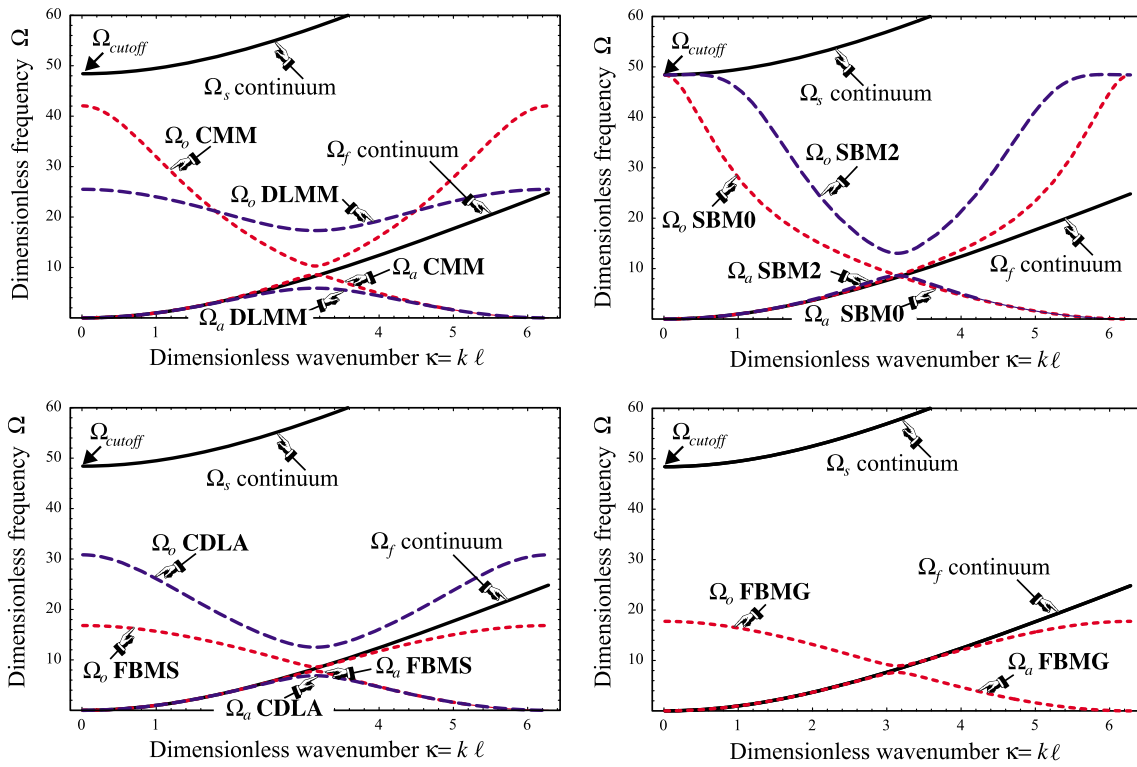 Dimensionless frequency Ω
60
50
40
30
20
10
0 1 4 5 6
Ω_cutoff
Ω_s continuum
Ω_o CMM
Ω_f continuum
Ω_o DLMM
Ω_a CMM
Ω_a DLMM
Dimensionless wavenumber κ= k ℓ
Dimensionless frequency Ω
60
50
40
30
20
10
0 1 2 3 4 5 6
Ω_cutoff
Ω_s continuum
Ω_o SBM2
Ω_o SBM0
Ω_a SBM2
Ω_f continuum
Ω_a SBM0
Dimensionless wavenumber κ= k ℓ
Dimensionless frequency Ω
60
50
40
30
20
10
0 1 4 5 6
Ω_cutoff
Ω_s continuum
Ω_o CDLA
Ω_f continuum
Ω_o FBMS
Ω_a FBMS
Ω_a CDLA
Dimensionless wavenumber κ= k ℓ
Dimensionless frequency Ω
60
50
40
30
20
10
0 1 2 3 4 5 6
Ω_cutoff
Ω_s continuum
Ω_f continuum
Ω_o FBMG
Ω_a FBMG
Dimensionless wavenumber κ= k ℓ